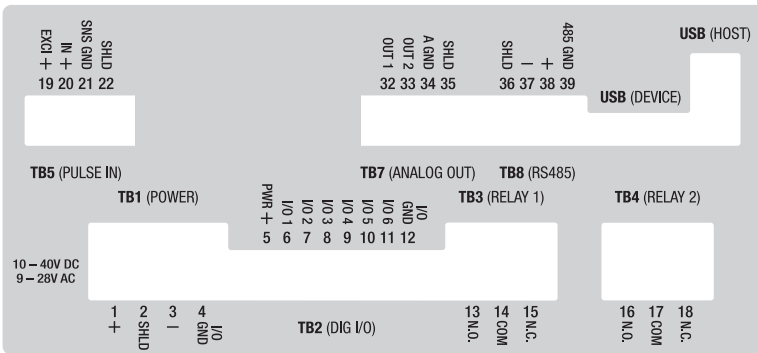 USB (HOST)
EXCI +
IN +
SNS GND
SHLD
19 20 21 22
OUT 1
OUT 2
A GND
SHLD
32 33 34 35
SHLD
—
+
485 GND
36 37 38 39
USB (DEVICE)
TB5 (PULSE IN)
TB7 (ANALOG OUT)
TB8 (RS485)
TB1 (POWER)
PWR +
I/O 1
I/O 2
I/O 3
I/O 4
I/O 5
I/O 6
I/O
GND
5 6 7 8 9 10 11 12
TB3 (RELAY 1)
TB4 (RELAY 2)
10 – 40V DC
9 – 28V AC
1 2 3 4
+
SHLD
—
I/O
GND
TB2 (DIG I/O)
13 14 15
N.O.
COM
N.C.
16 17 18
N.O.
COM
N.C.